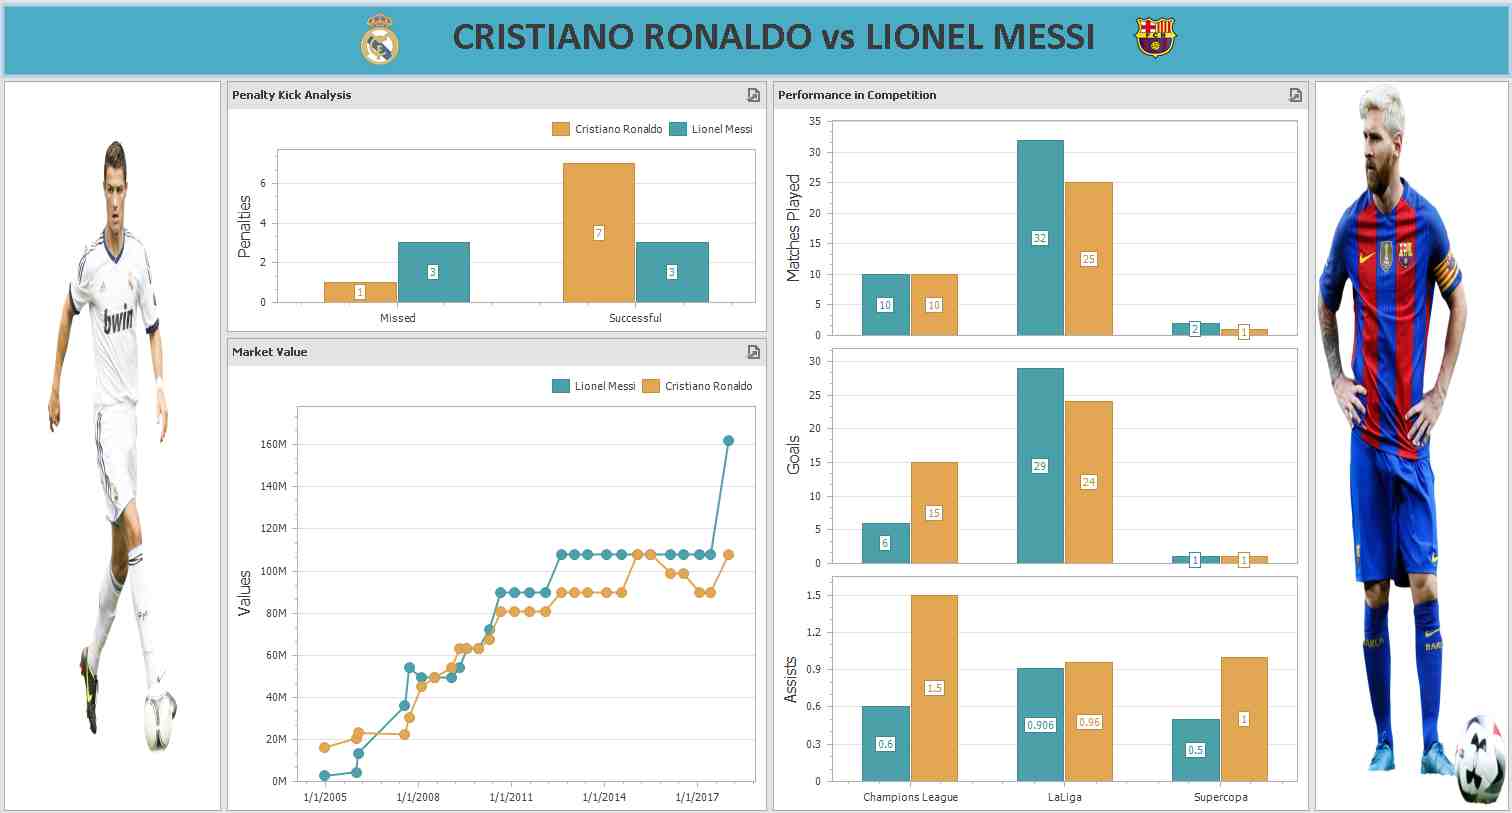 CRISTIANO RONALDO vs LIONEL MESSI
Penalty Kick Analysis
Cristiano Ronaldo Lionel Messi
Penalties
6
4
2
0
1
3
7
3
Missed Successful
Market Value
Lionel Messi Cristiano Ronaldo
Values
160M
140M
120M
100M
80M
60M
40M
20M
0M
1/1/2005 1/1/2008 1/1/2011 1/1/2014 1/1/2017
Performance in Competition
Matches Played
35
30
25
20
15
10
5
0
10
10
32
25
2
1
Goals
30
25
20
15
10
5
0
6
15
29
24
1
1
Assists
1.5
1.2
0.9
0.6
0.3
0
0.6
1.5
0.906
0.96
0.5
1
Champions League LaLiga Supercopa
bwin
BARÇA